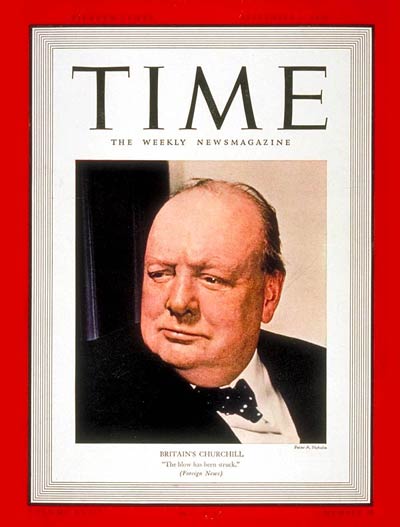 TIME
THE WEEKLY NEWSMAGAZINE
BRITAIN'S CHURCHILL
"The blow has been struck."
(Foreign News)